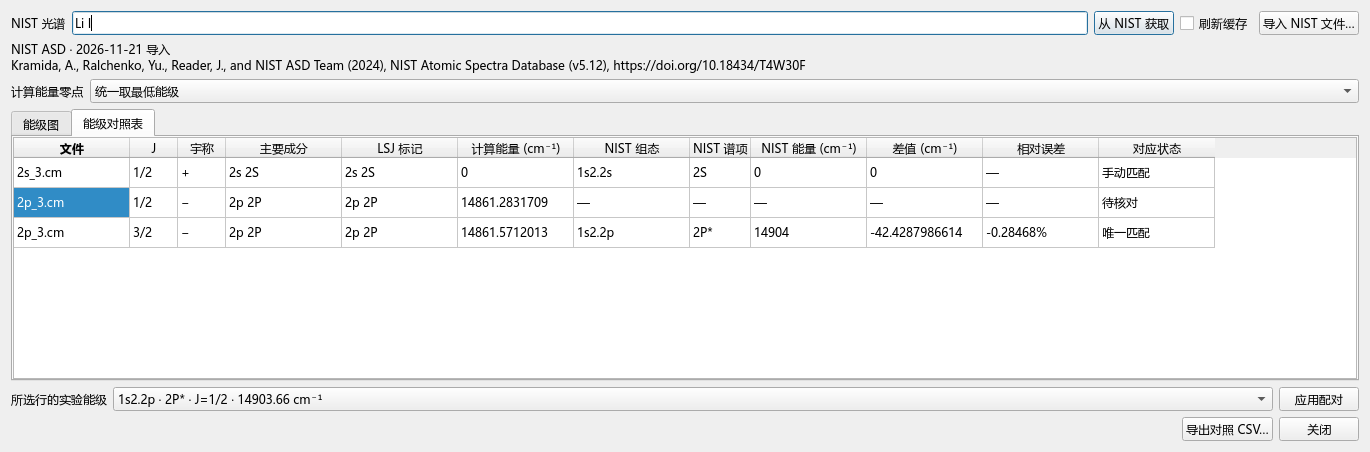 NIST 光谱 Li I 从 NIST 获取 刷新缓存 导入 NIST 文件...
NIST ASD · 2026-11-21 导入
Kramida, A., Ralchenko, Yu., Reader, J., and NIST ASD Team (2024), NIST Atomic Spectra Database (v5.12), https://doi.org/10.18434/T4W30F
计算能量零点 统一取最低能级
能级图 能级对照表
文件 J 宇称 主要成分 LSJ 标记 计算能量 (cm⁻¹) NIST 组态 NIST 谱项 NIST 能量 (cm⁻¹) 差值 (cm⁻¹) 相对误差 对应状态
2s_3.cm 1/2 + 2s 2S 2s 2S 0 1s2.2s 2S 0 0 — 手动匹配
2p_3.cm 1/2 − 2p 2P 2p 2P 14861.2831709 — — — — — 待核对
2p_3.cm 3/2 − 2p 2P 2p 2P 14861.5712013 1s2.2p 2P* 14904 -42.4287986614 -0.28468% 唯一匹配
所选行的实验能级 1s2.2p · 2P* · J=1/2 · 14903.66 cm⁻¹ 应用配对
导出对照 CSV... 关闭